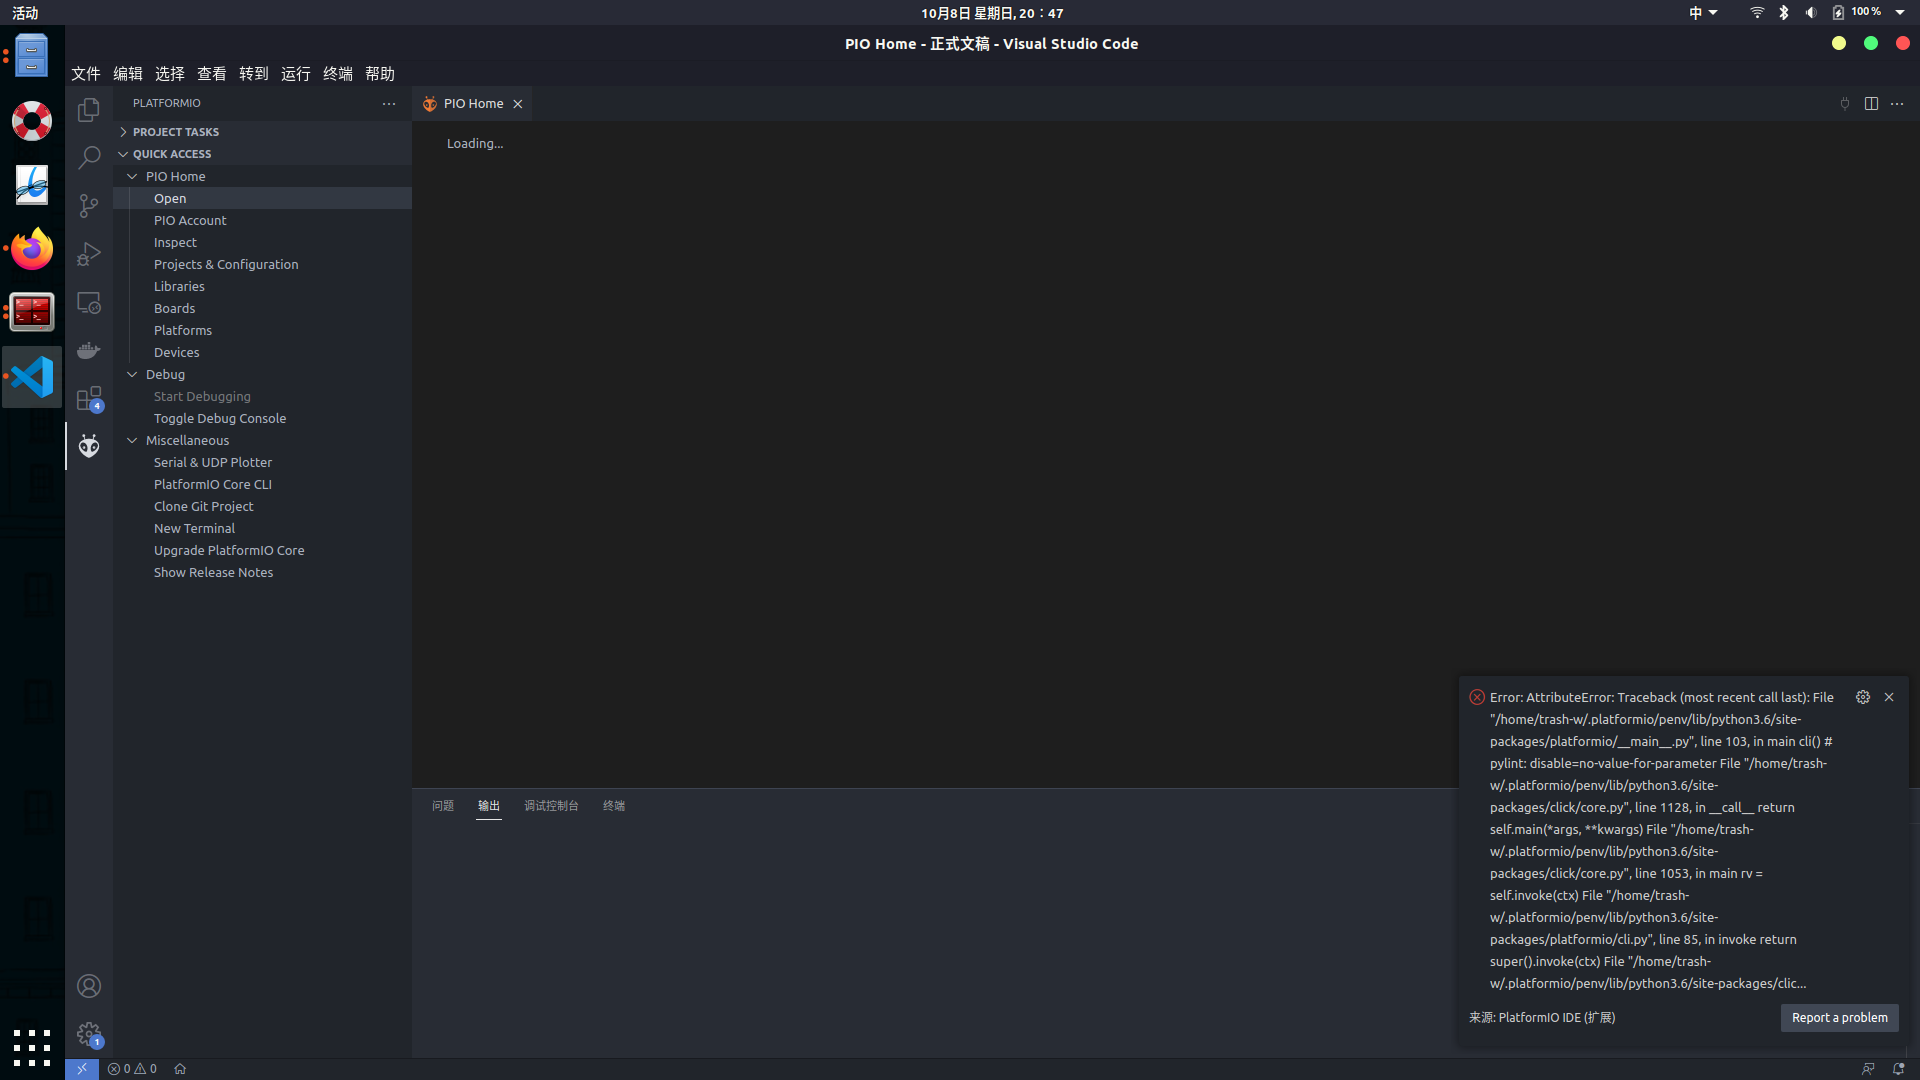 活动
10月8日 星期日, 20：47
中
100 %
PIO Home - 正式文稿 - Visual Studio Code
文件 编辑 选择 查看 转到 运行 终端 帮助
PLATFORMIO
PIO Home
PROJECT TASKS
QUICK ACCESS
PIO Home
Open
PIO Account
Inspect
Projects & Configuration
Libraries
Boards
Platforms
Devices
Debug
Start Debugging
Toggle Debug Console
Miscellaneous
Serial & UDP Plotter
PlatformIO Core CLI
Clone Git Project
New Terminal
Upgrade PlatformIO Core
Show Release Notes
4
1
Loading...
问题 输出 调试控制台 终端
Error: AttributeError: Traceback (most recent call last): File
"/home/trash-w/.platformio/penv/lib/python3.6/site-
packages/platformio/__main__.py", line 103, in main cli() #
pylint: disable=no-value-for-parameter File "/home/trash-
w/.platformio/penv/lib/python3.6/site-
packages/click/core.py", line 1128, in __call__ return
self.main(*args, **kwargs) File "/home/trash-
w/.platformio/penv/lib/python3.6/site-
packages/click/core.py", line 1053, in main rv =
self.invoke(ctx) File "/home/trash-
w/.platformio/penv/lib/python3.6/site-
packages/platformio/cli.py", line 85, in invoke return
super().invoke(ctx) File "/home/trash-
w/.platformio/penv/lib/python3.6/site-packages/clic...
来源: PlatformIO IDE (扩展)
Report a problem
0 0